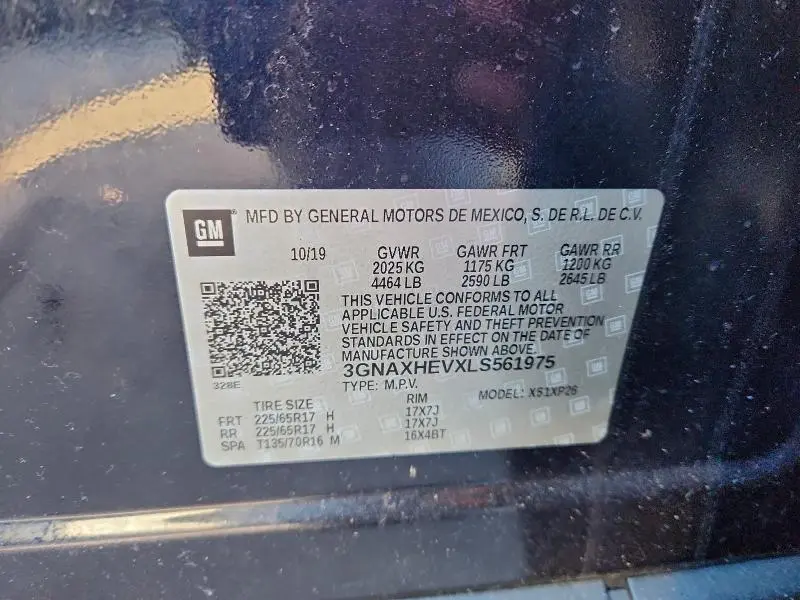 GM® MFD BY GENERAL MOTORS DE MEXICO, S. DE R.L. DE C.V.
10/19 GVWR GAWR FRT GAWR RR
2025 KG 1175 KG 1200 KG
4464 LB 2590 LB 2645 LB
THIS VEHICLE CONFORMS TO ALL
APPLICABLE U.S. FEDERAL MOTOR
VEHICLE SAFETY AND THEFT PREVENTION
STANDARDS IN EFFECT ON THE DATE OF
MANUFACTURE SHOWN ABOVE.
3GNAXHEVXLS561975
328E TYPE: M.P.V. MODEL: XS1XP26
TIRE SIZE RIM
FRT 225/65R17 H 17X7J
RR 225/65R17 H 17X7J
SPA T135/70R16 M 16X4BT